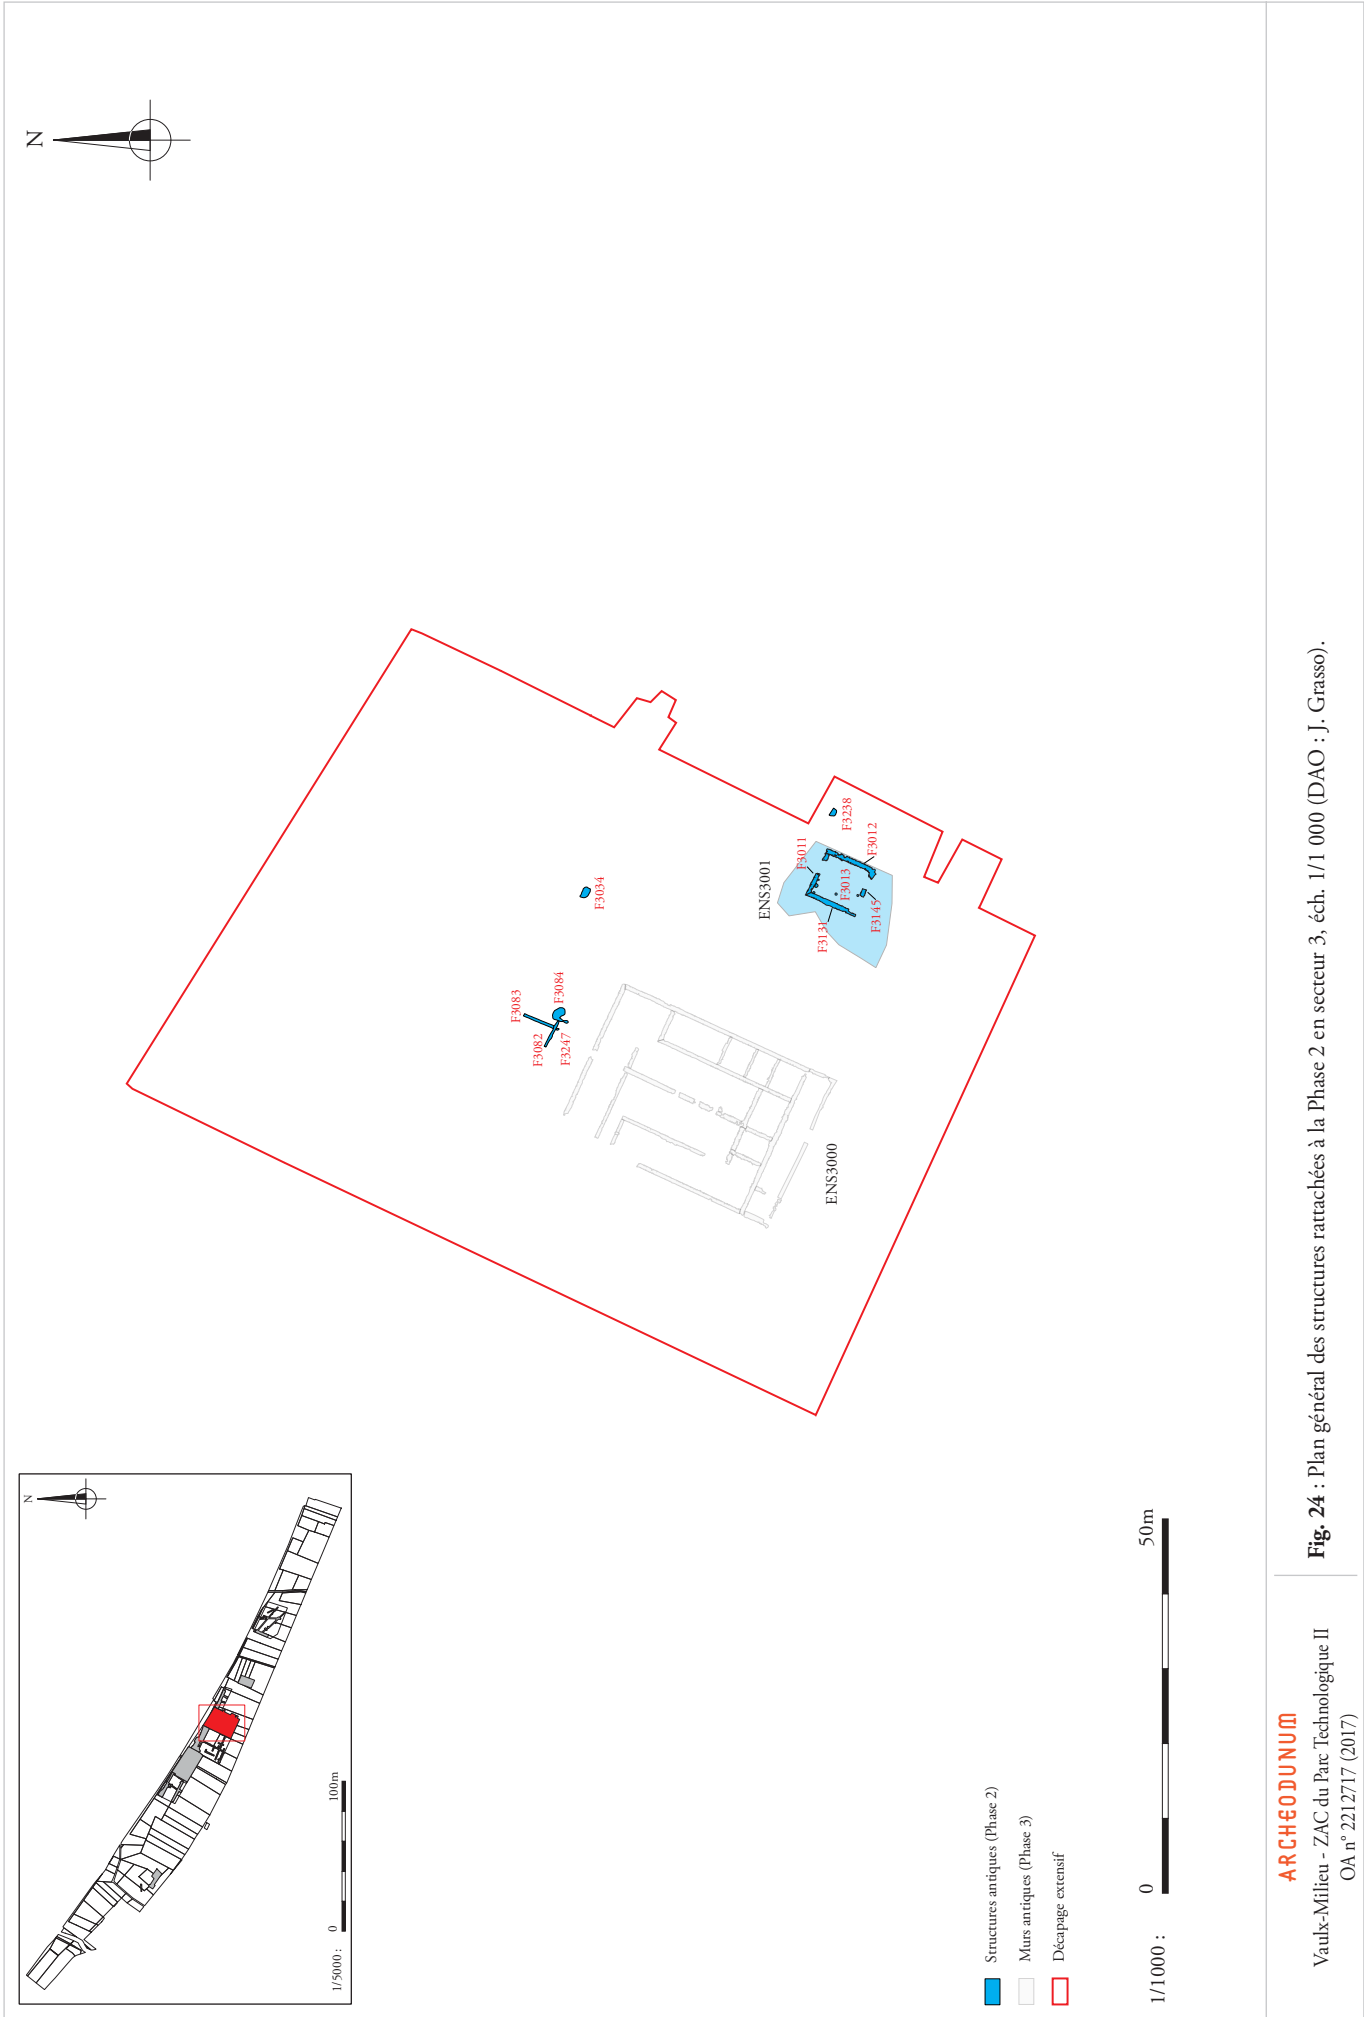 N
N
1/5000 :
0
100m
F3083
F3082
F3084
F3247
F3034
ENS3001
F3011
F3238
F3012
F3013
F3131
F3145
ENS3000
Structures antiques (Phase 2)
Murs antiques (Phase 3)
Décapage extensif
1/1000 :
0
50m
ARCHEODUNUM
Vaulx-Milieu - ZAC du Parc Technologique II
OA n° 2212717 (2017)
Fig. 24 : Plan général des structures rattachées à la Phase 2 en secteur 3, éch. 1/1 000 (DAO : J. Grasso).